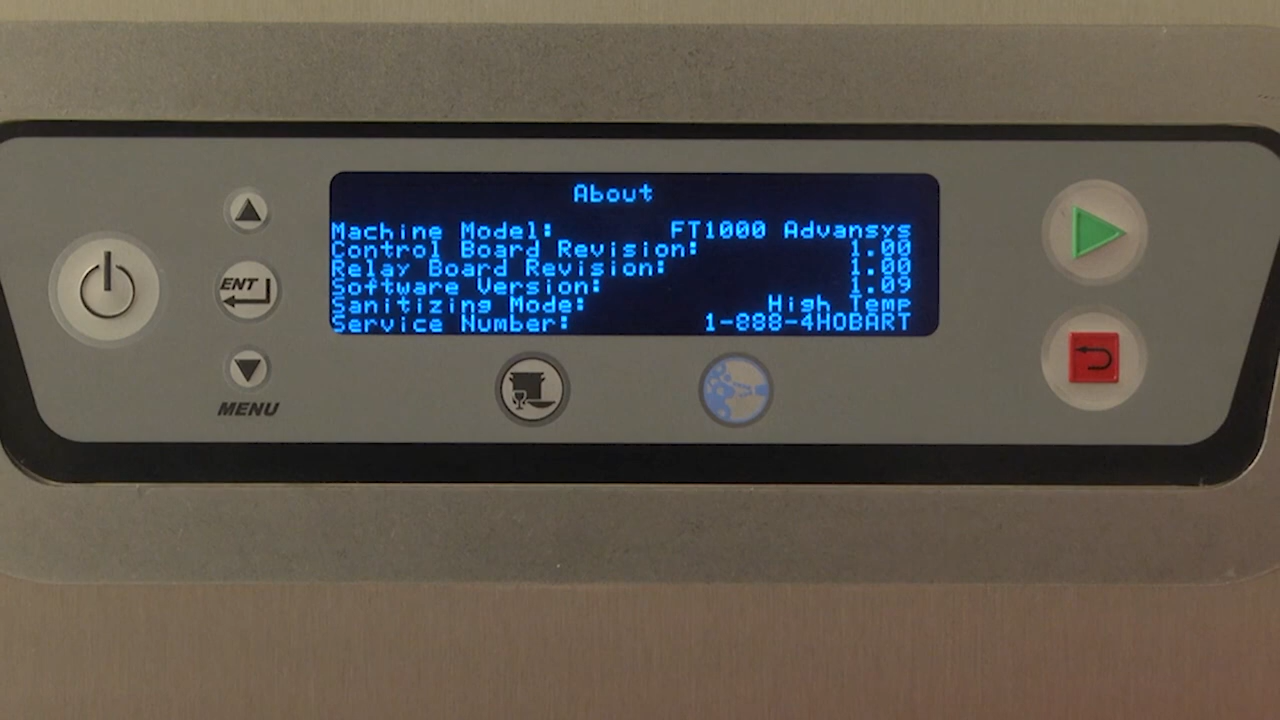 About
Machine Model: FT1000 Advansys
Control Board Revision: 1.00
Relay Board Revision: 1.00
Software Version: 1.09
Sanitizing Mode: High Temp
Service Number: 1-888-4HOBART
ENT
MENU